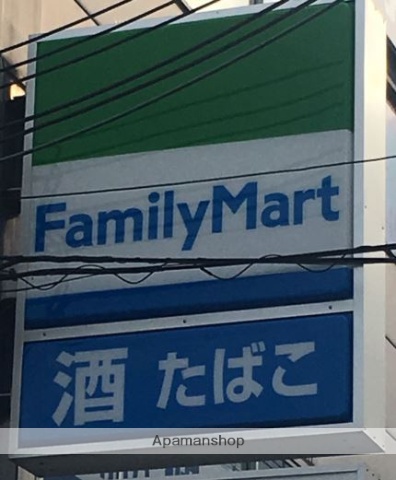 FamilyMart
酒 たばこ
Apamanshop